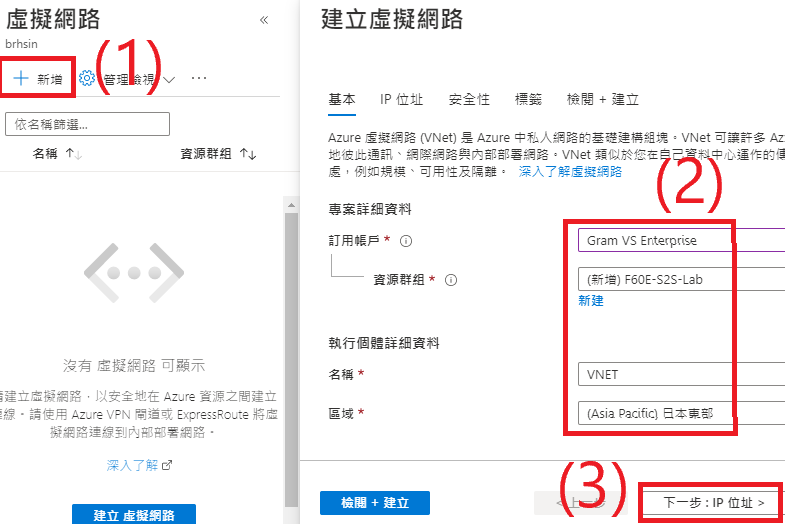 虛擬網路
«
brhsin
(1)
+ 新增
管理檢視
···
依名稱篩選...
名稱 ↑↓
資源群組 ↑↓
沒有 虛擬網路 可顯示
建立虛擬網路，以安全地在 Azure 資源之間建立
線。請使用 Azure VPN 閘道或 ExpressRoute 將虛
擬網路連線到內部部署網路。
深入了解
建立 虛擬網路
建立虛擬網路
基本
IP 位址
安全性
標籤
檢閱 + 建立
Azure 虛擬網路 (VNet) 是 Azure 中私人網路的基礎建構組塊。VNet 可讓許多 Az
地彼此通訊、網際網路與內部部署網路。VNet 類似於您在自己資料中心運作的傳
處，例如規模、可用性及隔離。 深入了解虛擬網路
(2)
專案詳細資料
訂用帳戶 *
Gram VS Enterprise
資源群組 *
(新增) F60E-S2S-Lab
新建
執行個體詳細資料
名稱 *
VNET
區域 *
(Asia Pacific) 日本東部
(3)
檢閱 + 建立
< 上一步
下一步 : IP 位址 >